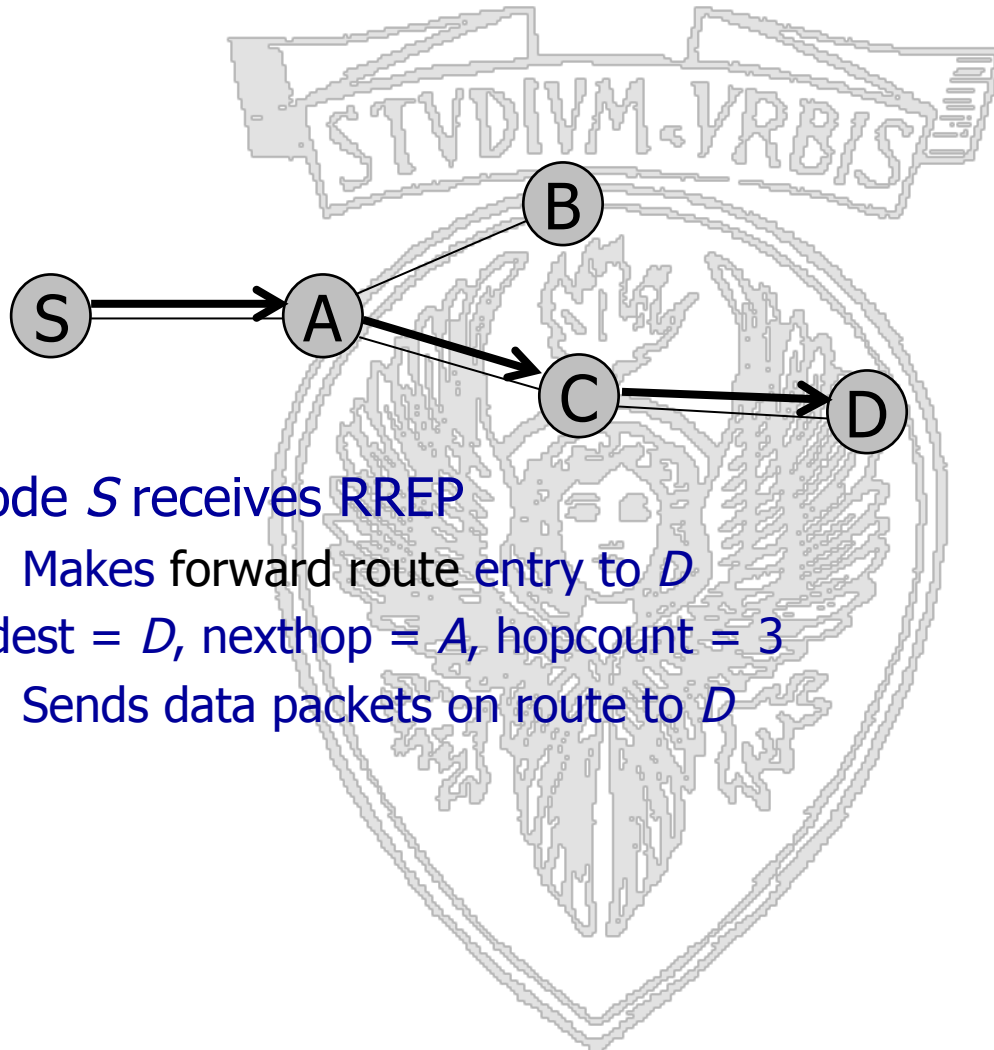 STVDIVM VRBIS
B
S
A
C
D
ode S receives RREP
Makes forward route entry to D
dest = D, nexthop = A, hopcount = 3
Sends data packets on route to D